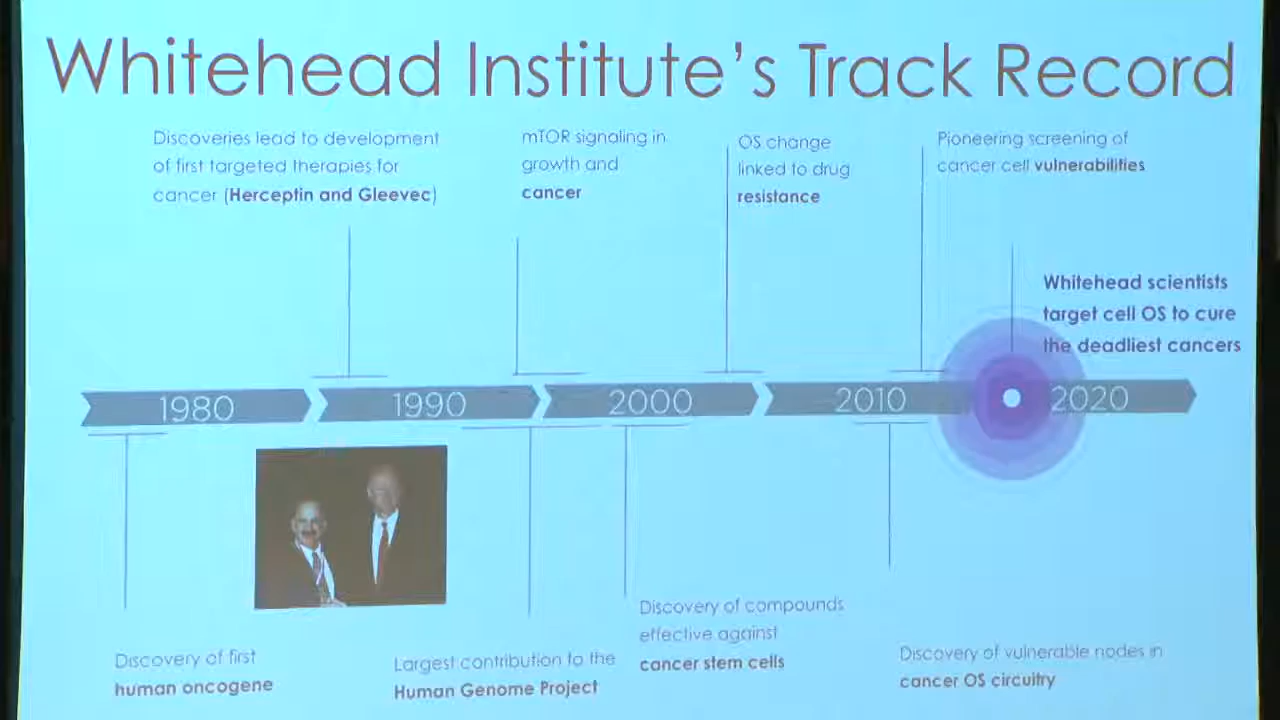 Whitehead Institute's Track Record
Discoveries lead to development
of first targeted therapies for
cancer (Herceptin and Gleevec)
mTOR signaling in
growth and
cancer
OS change
linked to drug
resistance
Pioneering screening of
cancer cell vulnerabilities
Whitehead scientists
target cell OS to cure
the deadliest cancers
1980
1990
2000
2010
2020
Discovery of first
human oncogene
Largest contribution to the
Human Genome Project
Discovery of compounds
effective against
cancer stem cells
Discovery of vulnerable nodes in
cancer OS circuitry